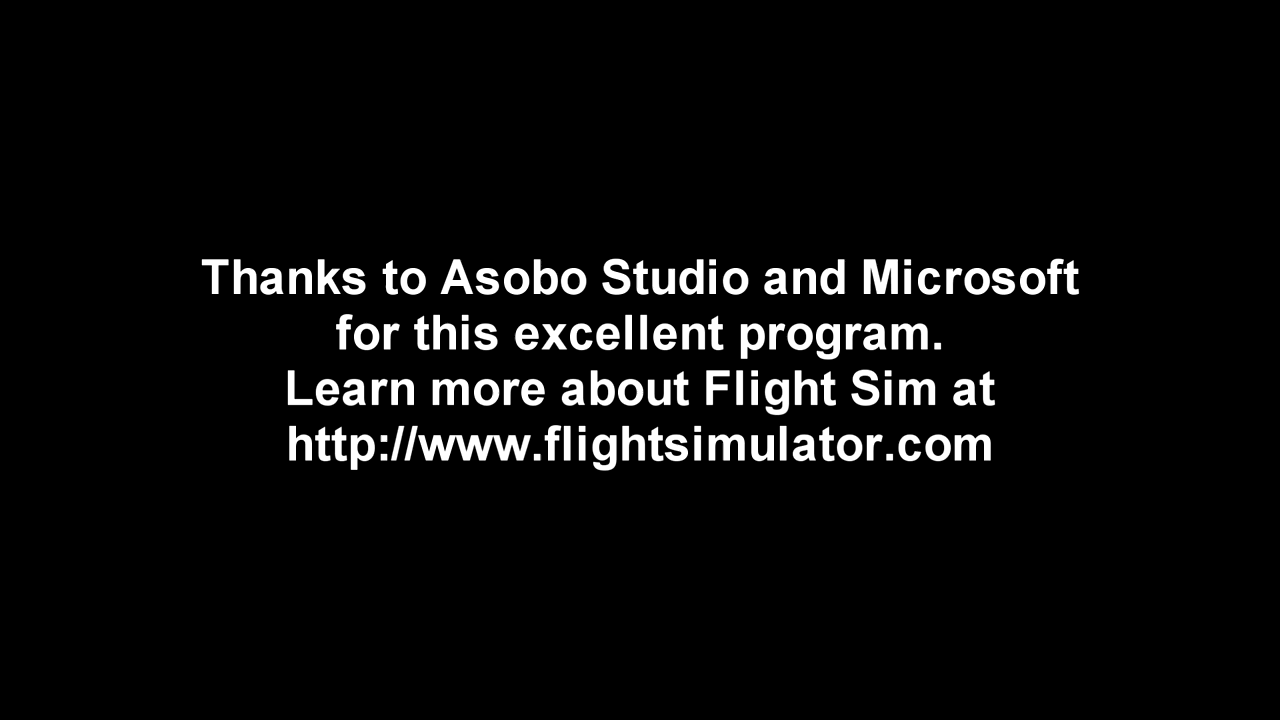 Thanks to Asobo Studio and Microsoft
for this excellent program.
Learn more about Flight Sim at
http://www.flightsimulator.com